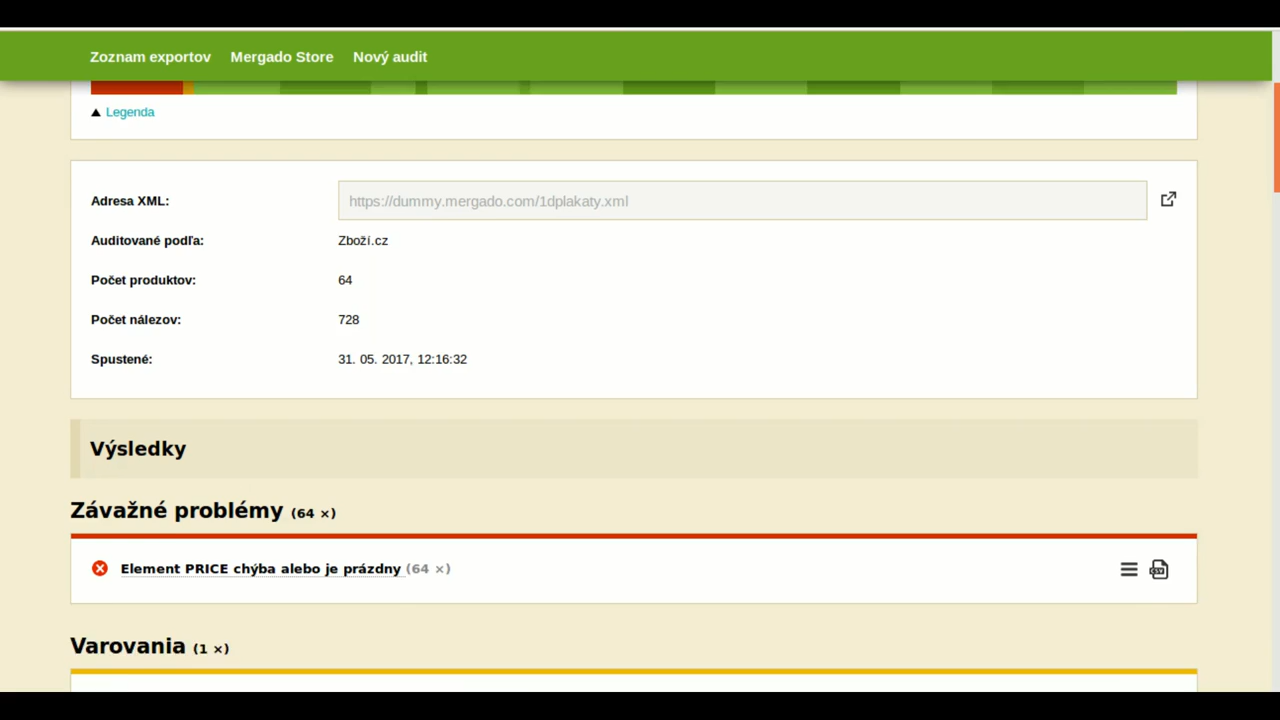 Zoznam exportov Mergado Store Nový audit
Legenda
Adresa XML: https://dummy.mergado.com/1dplakaty.xml
Auditované podľa: Zboží.cz
Počet produktov: 64
Počet nálezov: 728
Spustené: 31. 05. 2017, 12:16:32
Výsledky
Závažné problémy (64 ×)
Element PRICE chýba alebo je prázdny (64 ×) CSV
Varovania (1 ×)